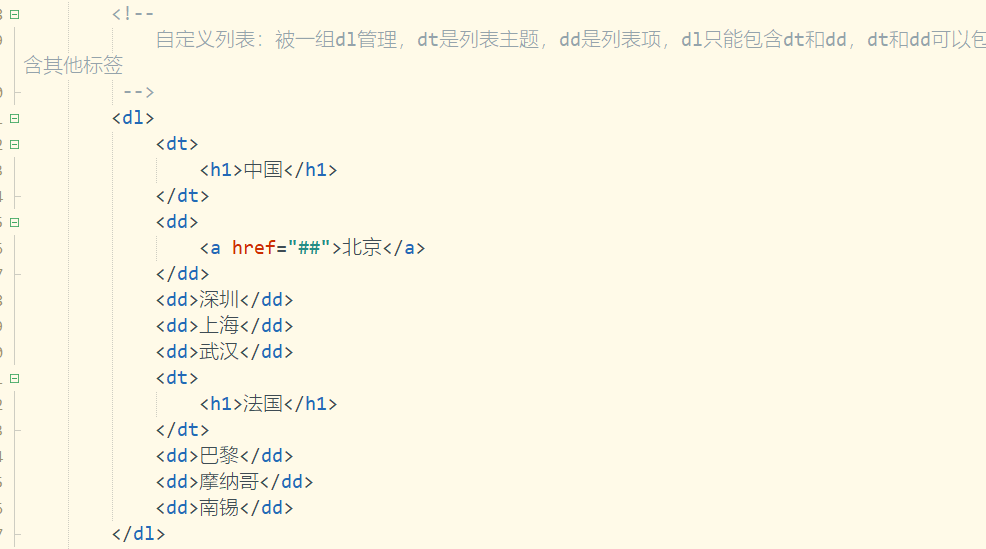 <!--
自定义列表：被一组dl管理，dt是列表主题，dd是列表项，dl只能包含dt和dd，dt和dd可以包
含其他标签
-->
<dl>
<dt>
<h1>中国</h1>
</dt>
<dd>
<a href="##">北京</a>
</dd>
<dd>深圳</dd>
<dd>上海</dd>
<dd>武汉</dd>
<dt>
<h1>法国</h1>
</dt>
<dd>巴黎</dd>
<dd>摩纳哥</dd>
<dd>南锡</dd>
</dl>